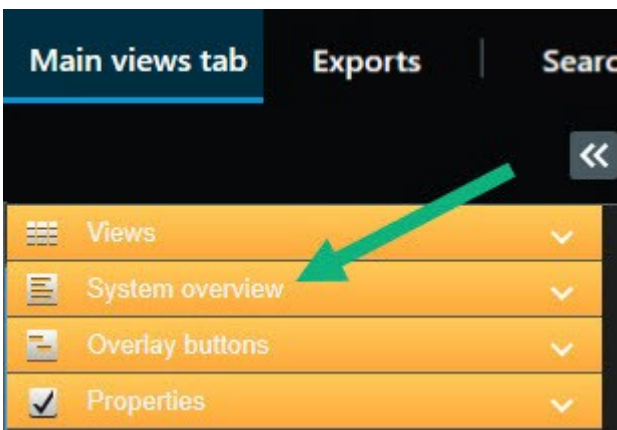 Main views tab Exports
Views
System overview
Overlay buttons
Properties